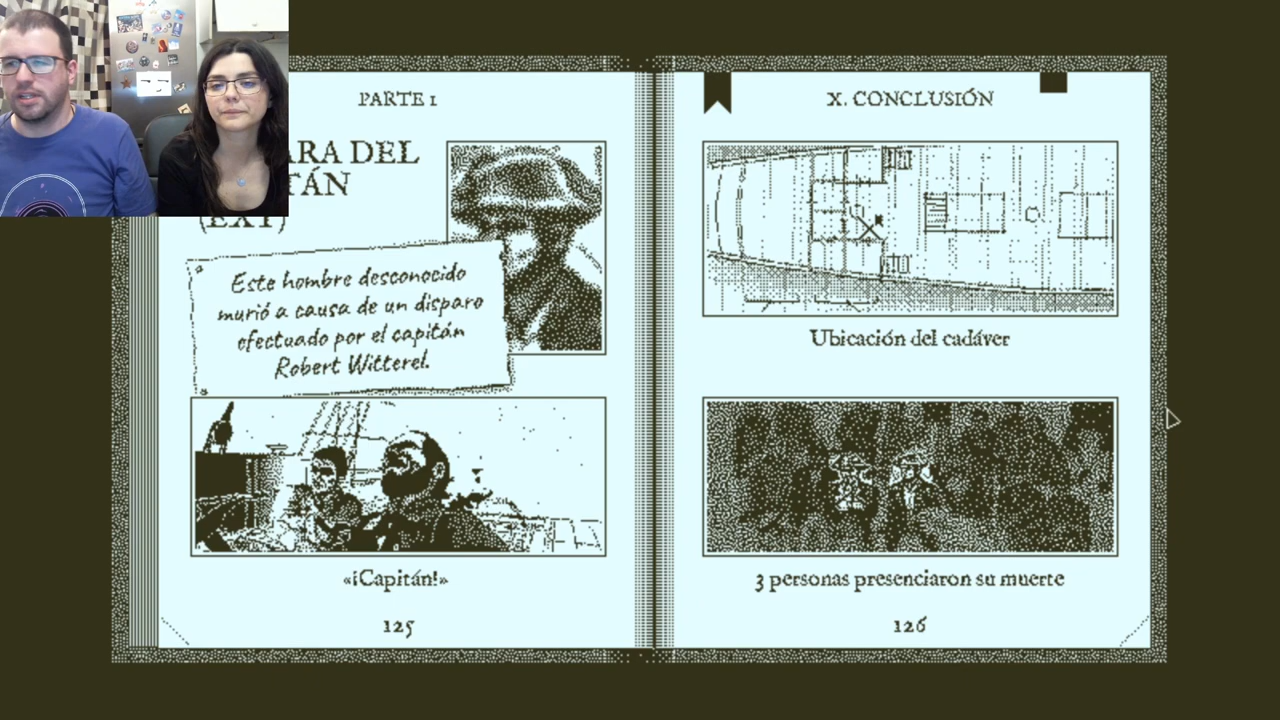 PARTE 1
ARA DEL
TÁN
(EXT)
Este hombre desconocido
murió a causa de un disparo
efectuado por el capitán
Robert Witterel.
«¡Capitán!»
125
X. CONCLUSIÓN
Ubicación del cadáver
3 personas presenciaron su muerte
126